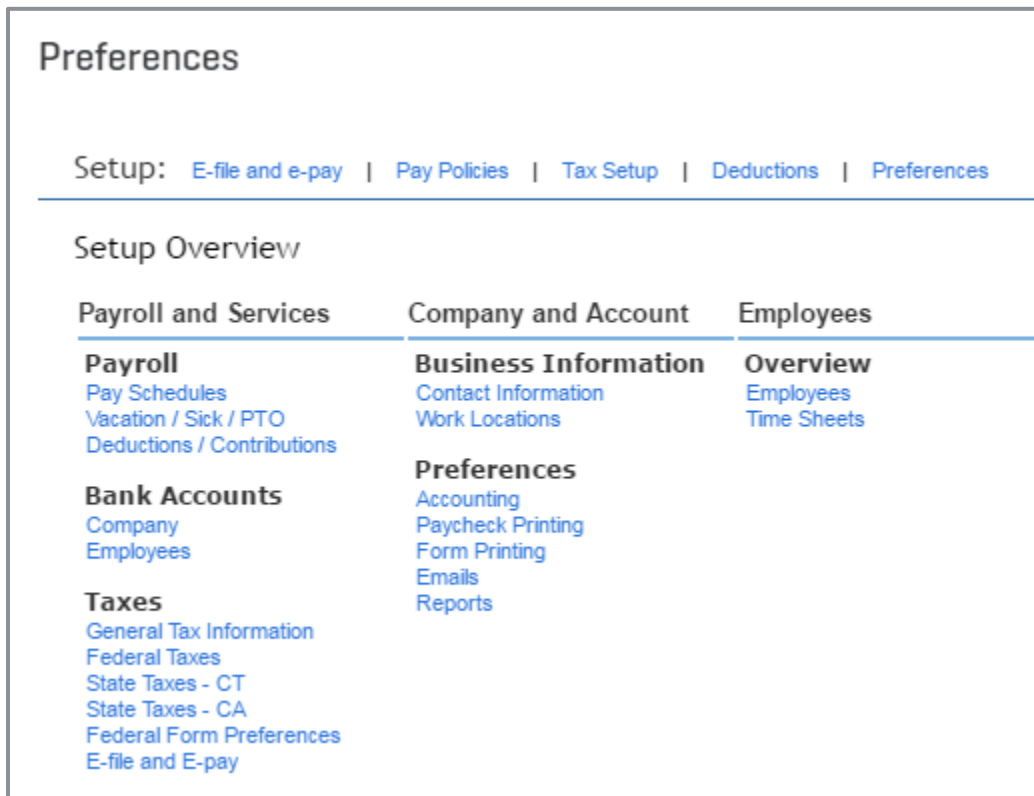 Preferences
Setup: E-file and e-pay | Pay Policies | Tax Setup | Deductions | Preferences
Setup Overview
Payroll and Services
Payroll
Pay Schedules
Vacation / Sick / PTO
Deductions / Contributions
Bank Accounts
Company
Employees
Taxes
General Tax Information
Federal Taxes
State Taxes - CT
State Taxes - CA
Federal Form Preferences
E-file and E-pay
Company and Account
Business Information
Contact Information
Work Locations
Preferences
Accounting
Paycheck Printing
Form Printing
Emails
Reports
Employees
Overview
Employees
Time Sheets